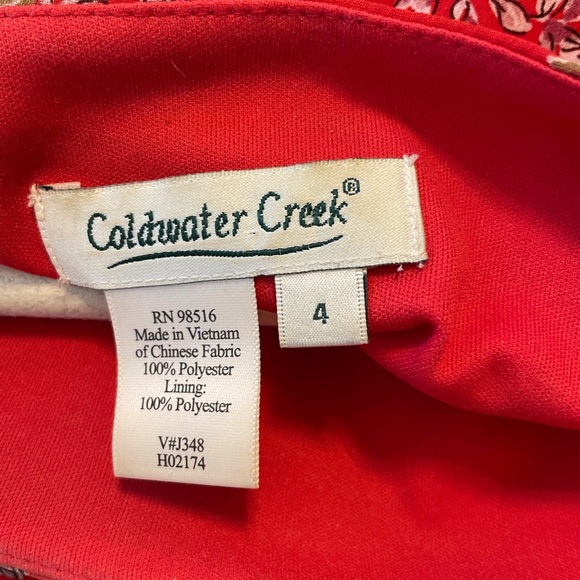 Coldwater Creek®
4
RN 98516
Made in Vietnam
of Chinese Fabric
100% Polyester
Lining:
100% Polyester
V#J348
H02174